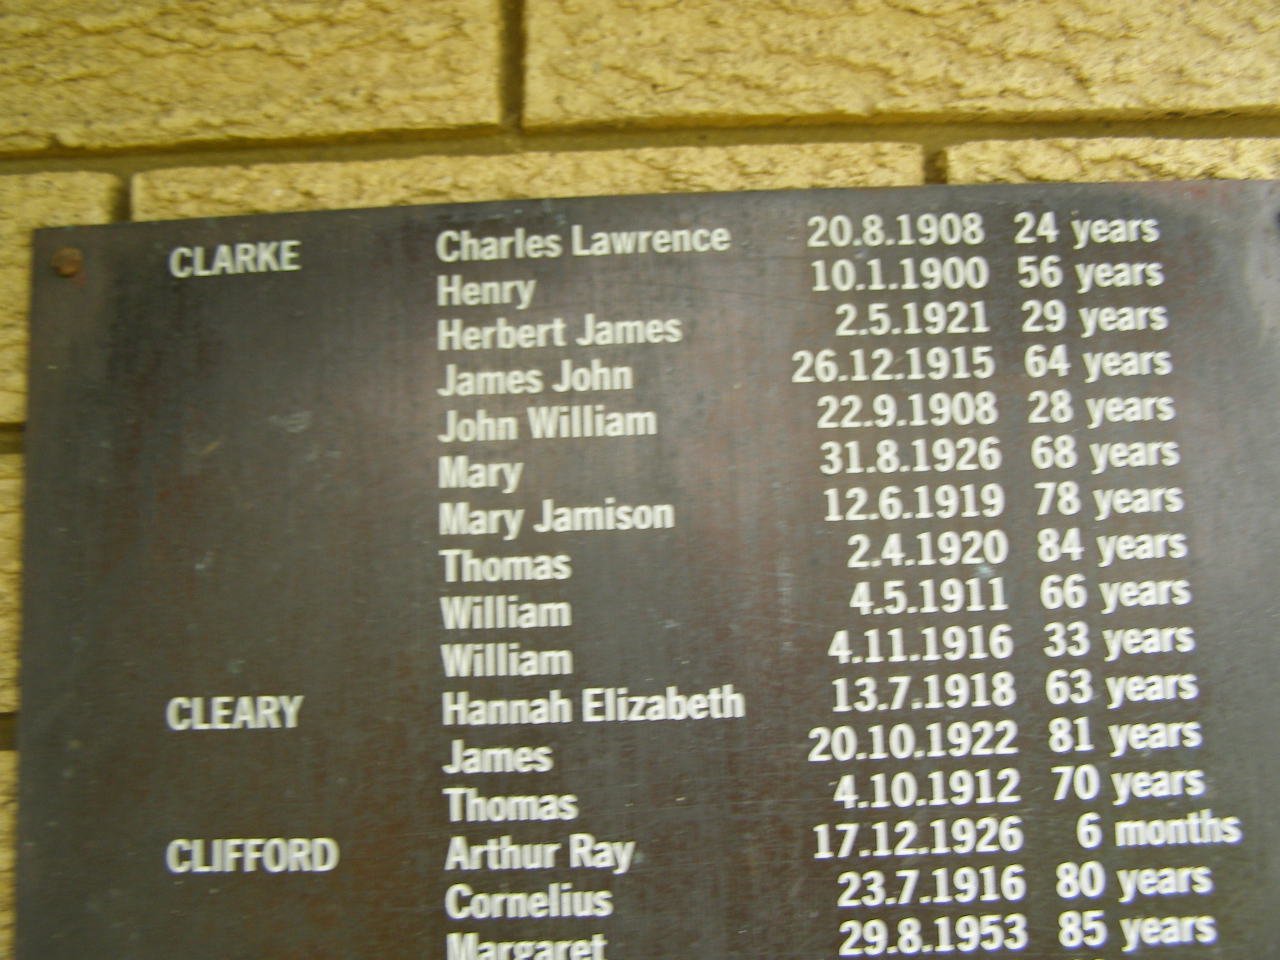 CLARKE Charles Lawrence 20.8.1908 24 years
Henry 10.1.1900 56 years
Herbert James 2.5.1921 29 years
James John 26.12.1915 64 years
John William 22.9.1908 28 years
Mary 31.8.1926 68 years
Mary Jamison 12.6.1919 78 years
Thomas 2.4.1920 84 years
William 4.5.1911 66 years
William 4.11.1916 33 years
CLEARY Hannah Elizabeth 13.7.1918 63 years
James 20.10.1922 81 years
Thomas 4.10.1912 70 years
CLIFFORD Arthur Ray 17.12.1926 6 months
Cornelius 23.7.1916 80 years
Margaret 29.8.1953 85 years